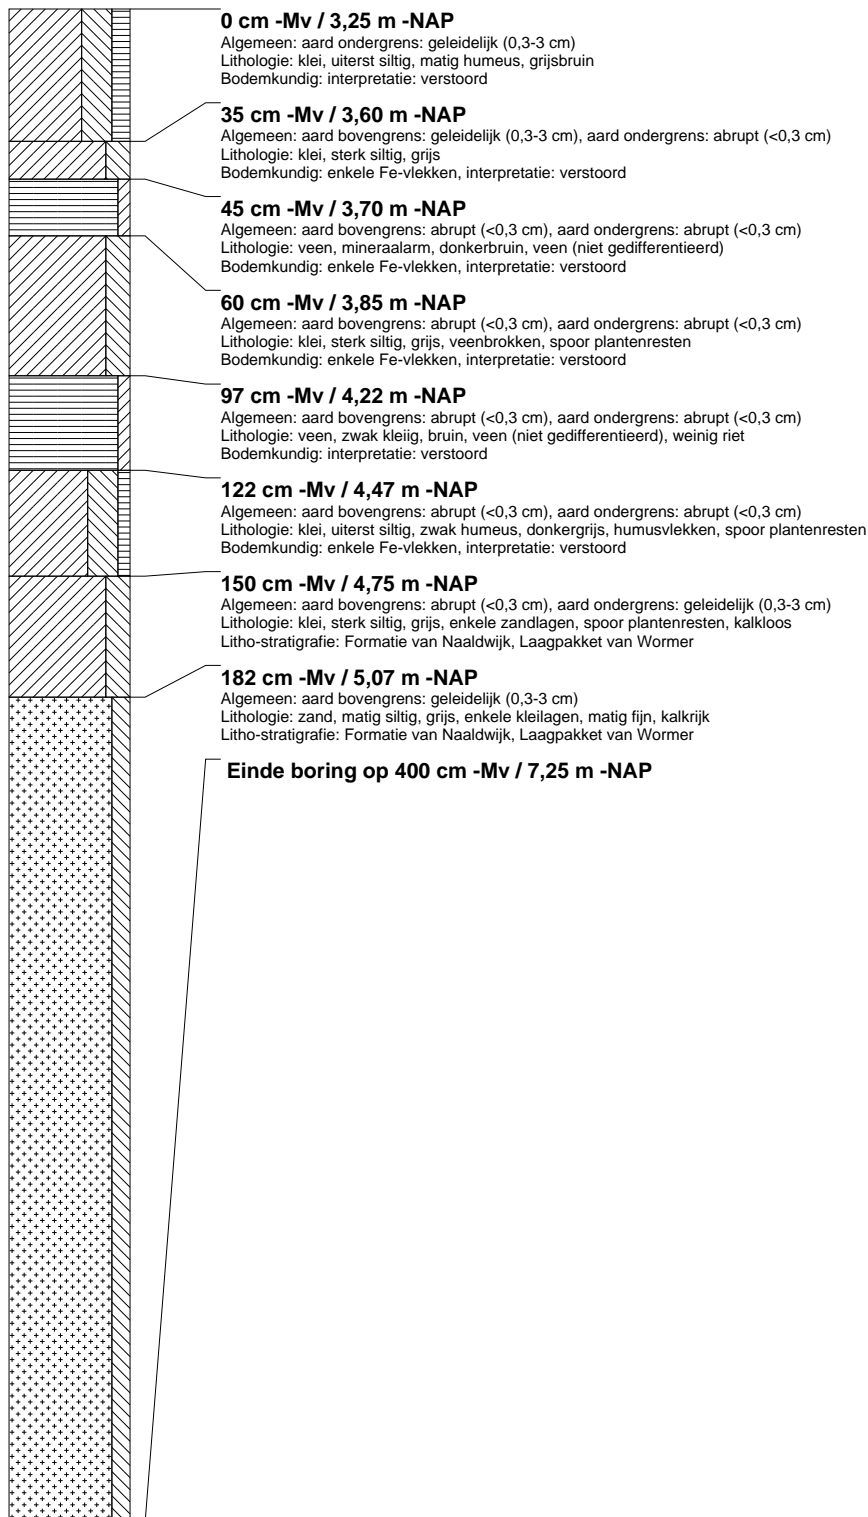 0 cm -Mv / 3,25 m -NAP
Algemeen: aard ondergrens: geleidelijk (0,3-3 cm)
Lithologie: klei, uiterst siltig, matig humeus, grijsbruin
Bodemkundig: interpretatie: verstoord
35 cm -Mv / 3,60 m -NAP
Algemeen: aard bovengrens: geleidelijk (0,3-3 cm), aard ondergrens: abrupt (<0,3 cm)
Lithologie: klei, sterk siltig, grijs
Bodemkundig: enkele Fe-vlekken, interpretatie: verstoord
45 cm -Mv / 3,70 m -NAP
Algemeen: aard bovengrens: abrupt (<0,3 cm), aard ondergrens: abrupt (<0,3 cm)
Lithologie: veen, mineraalarm, donkerbruin, veen (niet gedifferentieerd)
Bodemkundig: enkele Fe-vlekken, interpretatie: verstoord
60 cm -Mv / 3,85 m -NAP
Algemeen: aard bovengrens: abrupt (<0,3 cm), aard ondergrens: abrupt (<0,3 cm)
Lithologie: klei, sterk siltig, grijs, veenbrokken, spoor plantenresten
Bodemkundig: enkele Fe-vlekken, interpretatie: verstoord
97 cm -Mv / 4,22 m -NAP
Algemeen: aard bovengrens: abrupt (<0,3 cm), aard ondergrens: abrupt (<0,3 cm)
Lithologie: veen, zwak kleiig, bruin, veen (niet gedifferentieerd), weinig riet
Bodemkundig: interpretatie: verstoord
122 cm -Mv / 4,47 m -NAP
Algemeen: aard bovengrens: abrupt (<0,3 cm), aard ondergrens: abrupt (<0,3 cm)
Lithologie: klei, uiterst siltig, zwak humeus, donkergrijs, humusvlekken, spoor plantenresten
Bodemkundig: enkele Fe-vlekken, interpretatie: verstoord
150 cm -Mv / 4,75 m -NAP
Algemeen: aard bovengrens: abrupt (<0,3 cm), aard ondergrens: geleidelijk (0,3-3 cm)
Lithologie: klei, sterk siltig, grijs, enkele zandlagen, spoor plantenresten, kalkloos
Litho-stratigrafie: Formatie van Naaldwijk, Laagpakket van Wormer
182 cm -Mv / 5,07 m -NAP
Algemeen: aard bovengrens: geleidelijk (0,3-3 cm)
Lithologie: zand, matig siltig, grijs, enkele kleilagen, matig fijn, kalkrijk
Litho-stratigrafie: Formatie van Naaldwijk, Laagpakket van Wormer
Einde boring op 400 cm -Mv / 7,25 m -NAP